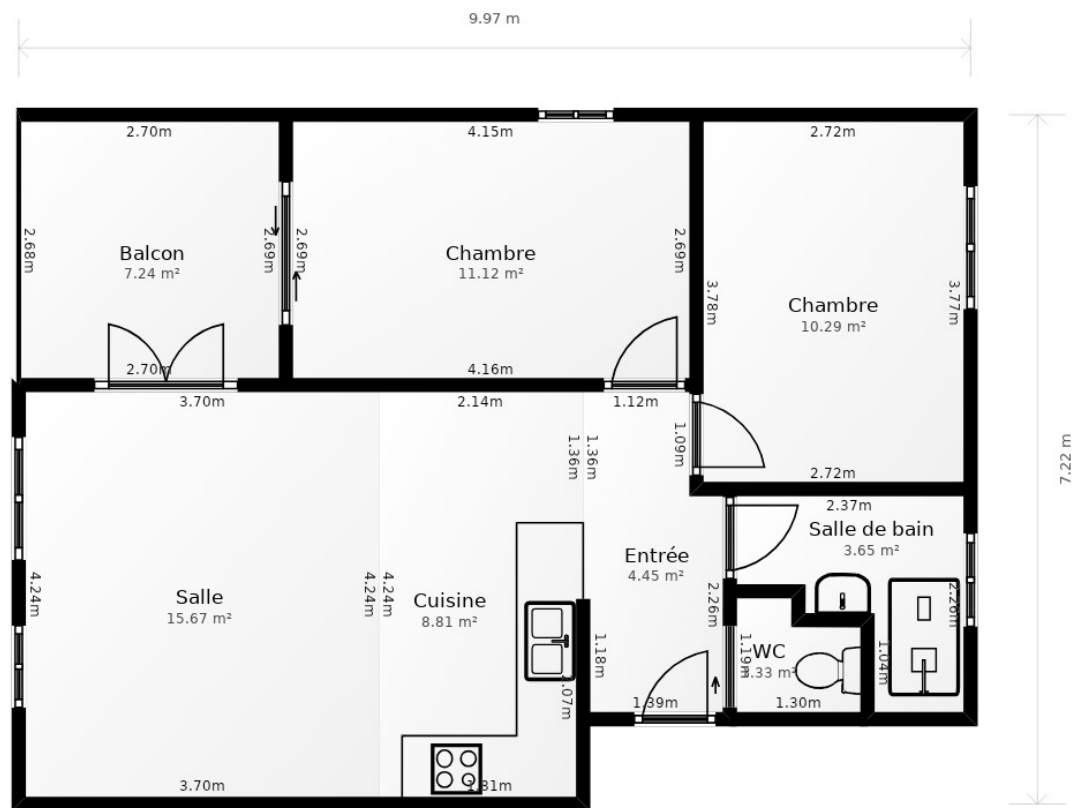 9.97 m
2.70m
4.15m
2.72m
2.68m
Balcon
7.24 m²
2.69m
2.69m
Chambre
11.12 m²
2.69m
3.78m
Chambre
10.29 m²
3.77m
2.70m
4.16m
3.70m
2.14m
1.12m
1.36m
1.36m
1.09m
2.72m
7.22 m
2.37m
Salle de bain
3.65 m²
Entrée
4.45 m²
4.24m
Salle
15.67 m²
4.24m
4.24m
Cuisine
8.81 m²
2.26m
2.26m
1.18m
1.19m
WC
1.04m
1.39m
1.30m
3.70m
1.81m